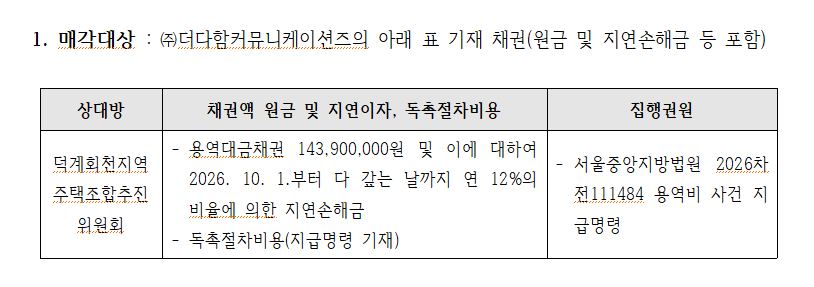 1. 매각대상 : ㈜더다함커뮤니케이션즈의 아래 표 기재 채권(원금 및 지연손해금 등 포함)
상대방
채권액 원금 및 지연이자, 독촉절차비용
집행권원
덕계회천지역
주택조합추진
위원회
- 용역대금채권 143,900,000원 및 이에 대하여
2026. 10. 1.부터 다 갚는 날까지 연 12%의
비율에 의한 지연손해금
- 독촉절차비용(지급명령 기재)
- 서울중앙지방법원 2026차
전111484 용역비 사건 지
급명령